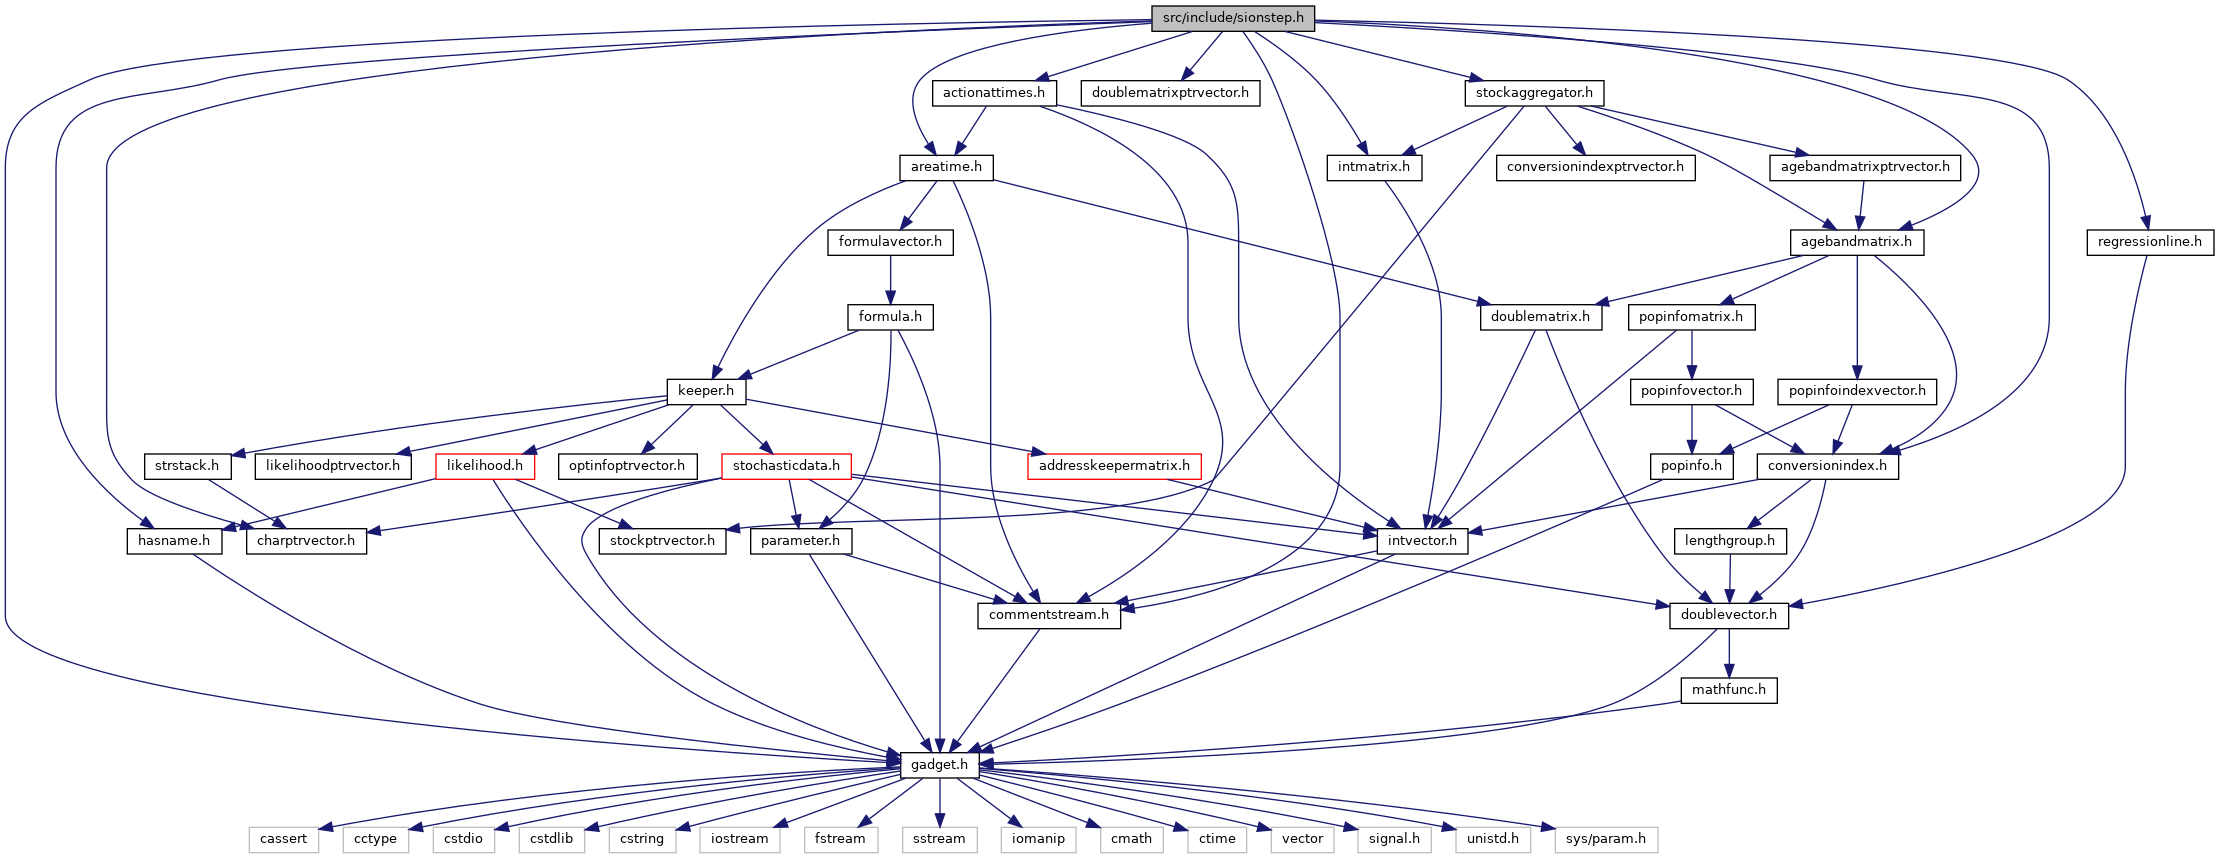 src/include/sionstep.h
actionattimes.h
doublematrixptrvector.h
stockaggregator.h
areatime.h
intmatrix.h
conversionindexptrvector.h
agebandmatrixptrvector.h
formulavector.h
agebandmatrix.h
regressionline.h
formula.h
doublematrix.h
popinfomatrix.h
keeper.h
popinfovector.h
popinfoindexvector.h
strstack.h
likelihoodptrvector.h
likelihood.h
optinfoptrvector.h
stochasticdata.h
addresskeepermatrix.h
popinfo.h
conversionindex.h
hasname.h
charptrvector.h
stockptrvector.h
parameter.h
intvector.h
lengthgroup.h
commentstream.h
doublevector.h
mathfunc.h
gadget.h
cassert
cctype
cstdio
cstdlib
cstring
iostream
fstream
sstream
iomanip
cmath
ctime
vector
signal.h
unistd.h
sys/param.h